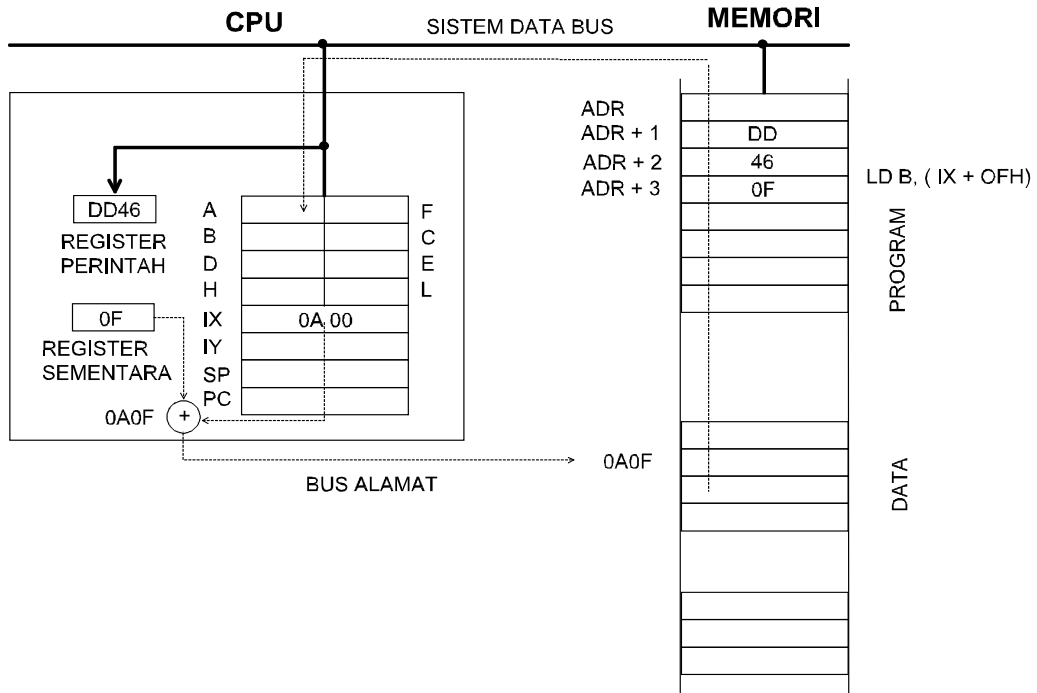 CPU
SISTEM DATA BUS
MEMORI
ADR
ADR + 1
DD
ADR + 2
46
LD B, ( IX + OFH)
ADR + 3
0F
DD46
REGISTER
PERINTAH
A
F
B
C
D
E
H
L
IX
0A 00
IY
SP
PC
0F
REGISTER
SEMENTARA
0A0F
+
PROGRAM
BUS ALAMAT
0A0F
DATA